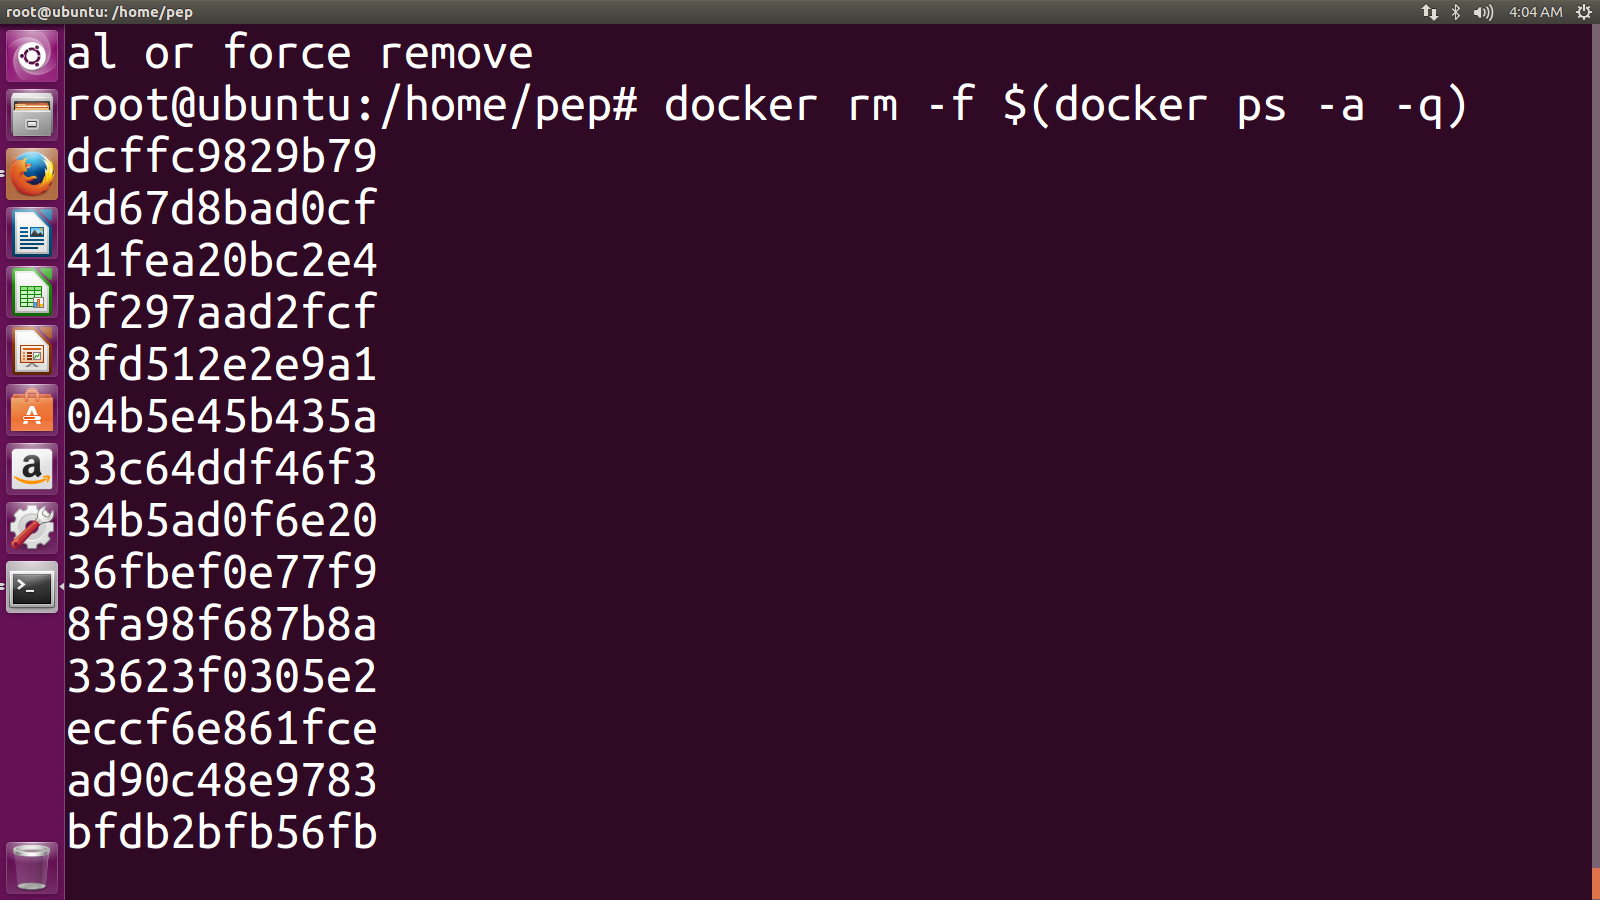 root@ubuntu: /home/pep
4:04 AM
al or force remove
root@ubuntu:/home/pep# docker rm -f $(docker ps -a -q)
dcffc9829b79
4d67d8bad0cf
41fea20bc2e4
bf297aad2fcf
8fd512e2e9a1
04b5e45b435a
33c64ddf46f3
34b5ad0f6e20
36fbef0e77f9
8fa98f687b8a
33623f0305e2
eccf6e861fce
ad90c48e9783
bfdb2bfb56fb